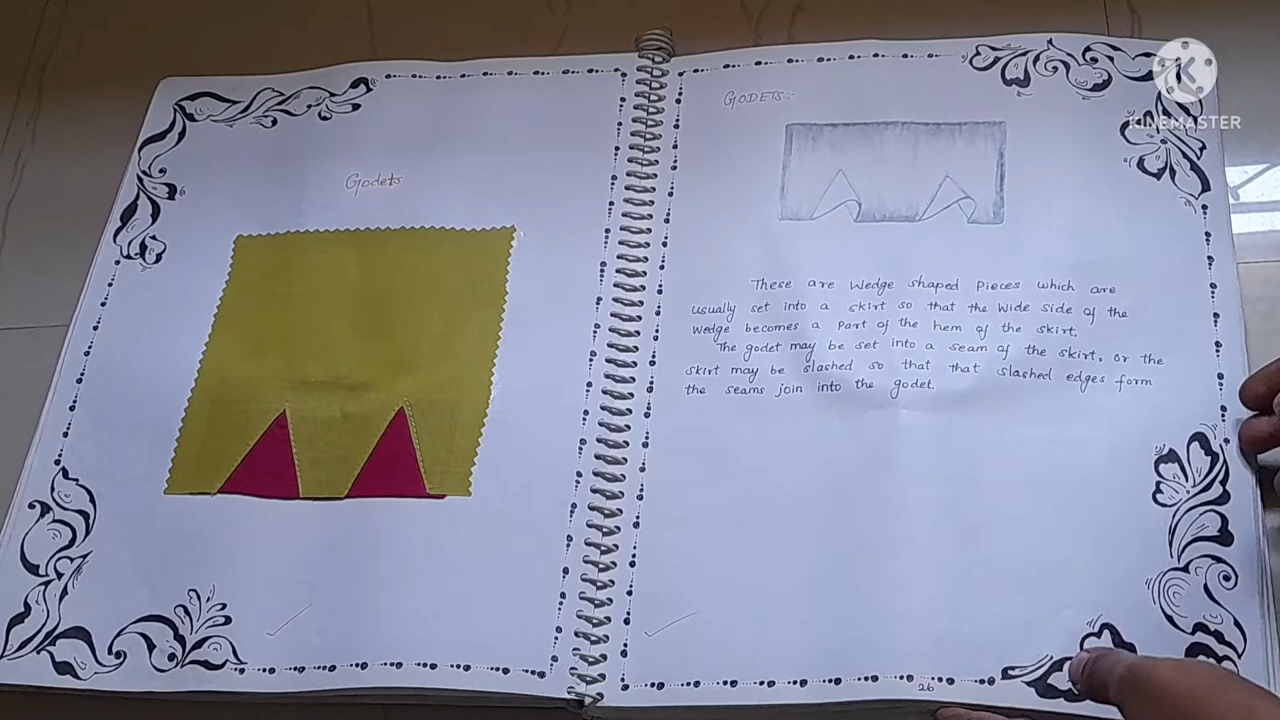 Godets
GODETS:-
These are Wedge shaped Pieces which are
usually set into a skirt so that the wide side of the
wedge becomes a part of the hem of the skirt.
The godet may be set into a seam of the skirt, or the
skirt may be slashed so that that slashed edges form
the seams join into the godet.
26
KINEMASTER